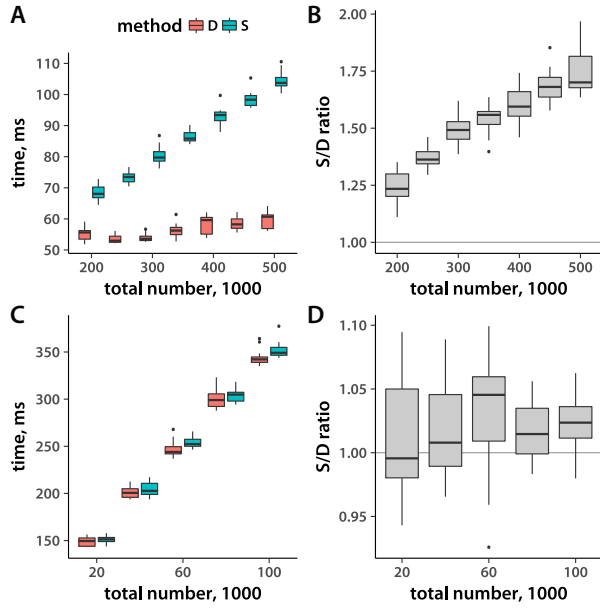 A
method D S
time, ms
110
100
90
80
70
60
50
200 300 400 500
total number, 1000
B
S/D ratio
2.00
1.75
1.50
1.25
1.00
200 300 400 500
total number, 1000
C
time, ms
350
300
250
200
150
20 60 100
total number, 1000
D
S/D ratio
1.10
1.05
1.00
0.95
20 60 100
total number, 1000